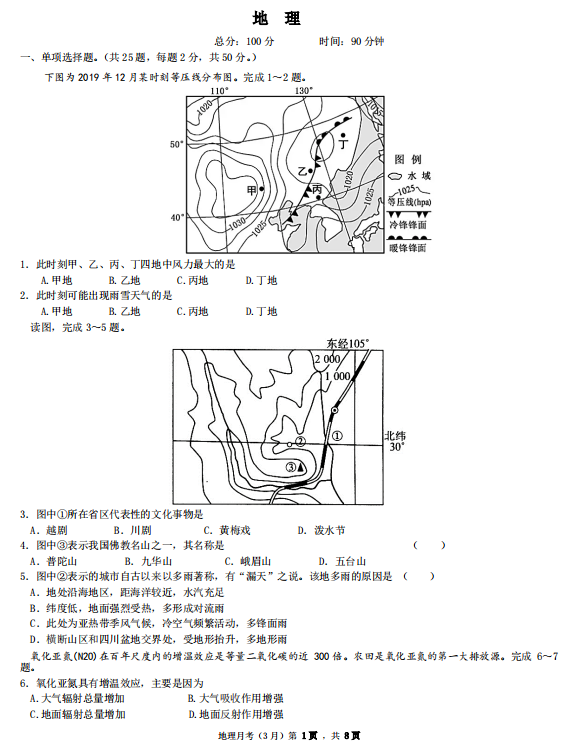 地 理
总分：100分 时间：90分钟
一、单项选择题。（共25题，每题2分，共50分。）
下图为2019年12月某时刻等压线分布图。完成1～2题。
110° 130°
1020
50°
丁
乙
甲 丙
1020
1025
40°
1030
1025
图 例
水 域
1025
等压线(hpa)
冷锋锋面
暖锋锋面
1．此时刻甲、乙、丙、丁四地中风力最大的是
A.甲地 B.乙地 C.丙地 D.丁地
2．此时刻可能出现雨雪天气的是
A.甲地 B.乙地 C.丙地 D.丁地
读图，完成3～5题。
东经105°
2 000
1 000
① 北纬
② 30°
③
3．图中①所在省区代表性的文化事物是
A．越剧 B．川剧 C．黄梅戏 D．泼水节
4．图中③表示我国佛教名山之一，其名称是 （ ）
A．普陀山 B．九华山 C．峨眉山 D．五台山
5．图中②表示的城市自古以来以多雨著称，有“漏天”之说。该地多雨的原因是 （ ）
A．地处沿海地区，距海洋较近，水汽充足
B．纬度低，地面强烈受热，多形成对流雨
C．此处为亚热带季风气候，冷空气频繁活动，多锋面雨
D．横断山区和四川盆地交界处，受地形抬升，多地形雨
氧化亚氮(N2O)在百年尺度内的增温效应是等量二氧化碳的近 300 倍。农田是氧化亚氮的第一大排放源。完成 6～7
题。
6．氧化亚氮具有增温效应，主要是因为
A.大气辐射总量增加 B.大气吸收作用增强
C.地面辐射总量增加 D.地面反射作用增强
地理月考（3月）第 1页 ，共 8页